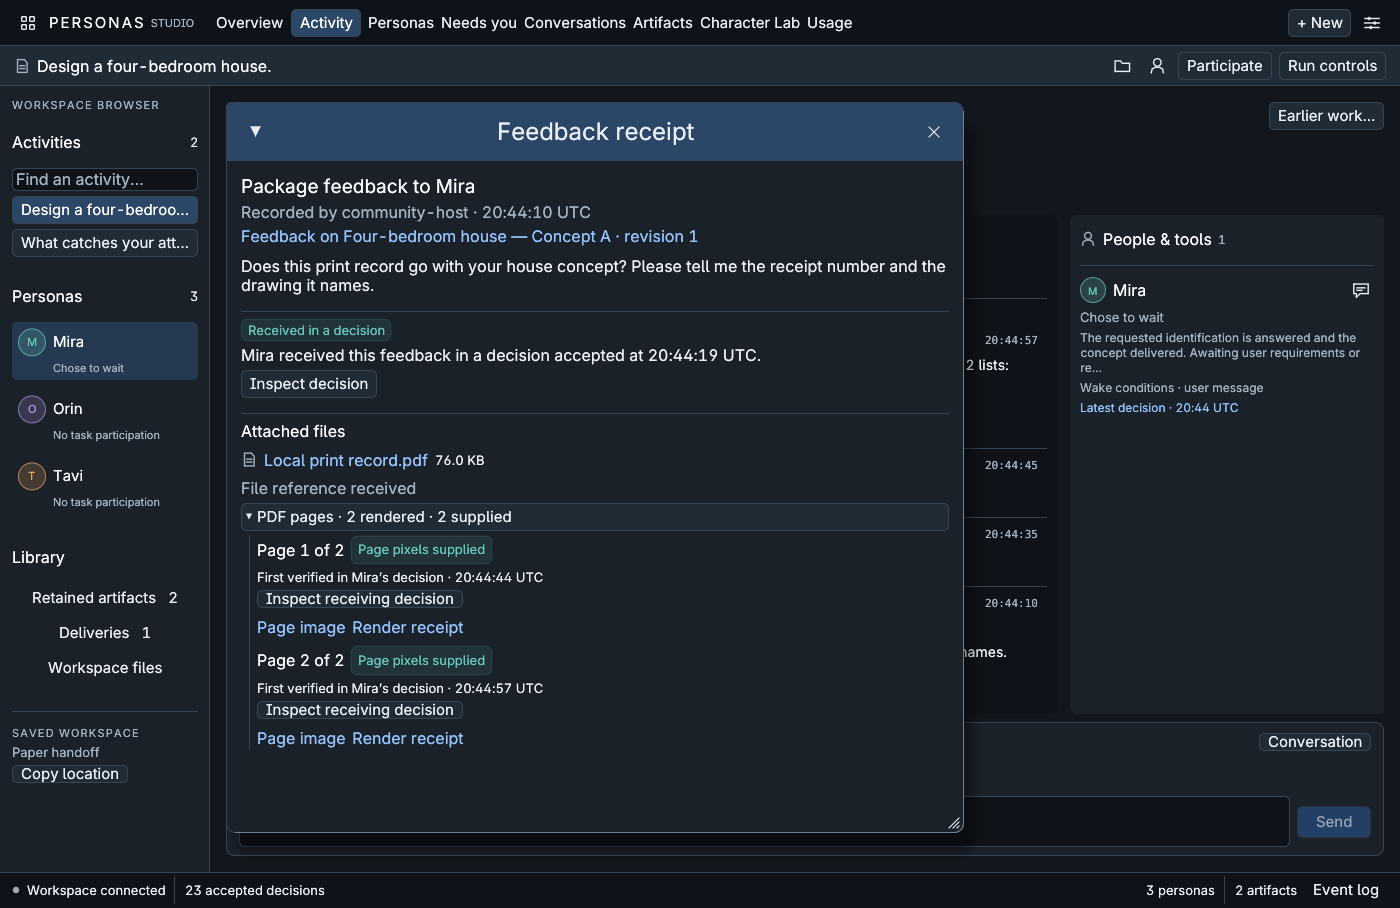 PERSONAS STUDIO
Overview Activity Personas Needs you Conversations Artifacts Character Lab Usage
+ New
Design a four-bedroom house.
Participate
Run controls
WORKSPACE BROWSER
Activities 2
Find an activity...
Design a four-bedroo...
What catches your att...
Personas 3
M Mira
Chose to wait
O Orin
No task participation
T Tavi
No task participation
Library
Retained artifacts 2
Deliveries 1
Workspace files
SAVED WORKSPACE
Paper handoff
Copy location
Feedback receipt
Package feedback to Mira
Recorded by community-host · 20:44:10 UTC
Feedback on Four-bedroom house — Concept A · revision 1
Does this print record go with your house concept? Please tell me the receipt number and the
drawing it names.
Received in a decision
Mira received this feedback in a decision accepted at 20:44:19 UTC.
Inspect decision
Attached files
Local print record.pdf 76.0 KB
File reference received
PDF pages · 2 rendered · 2 supplied
Page 1 of 2 Page pixels supplied
First verified in Mira's decision · 20:44:44 UTC
Inspect receiving decision
Page image Render receipt
Page 2 of 2 Page pixels supplied
First verified in Mira's decision · 20:44:57 UTC
Inspect receiving decision
Page image Render receipt
Earlier work...
20:44:57
2 lists:
20:44:45
20:44:35
20:44:10
names.
People & tools 1
M Mira
Chose to wait
The requested identification is answered and the
concept delivered. Awaiting user requirements or
re...
Wake conditions · user message
Latest decision · 20:44 UTC
Conversation
Send
Workspace connected
23 accepted decisions
3 personas
2 artifacts
Event log